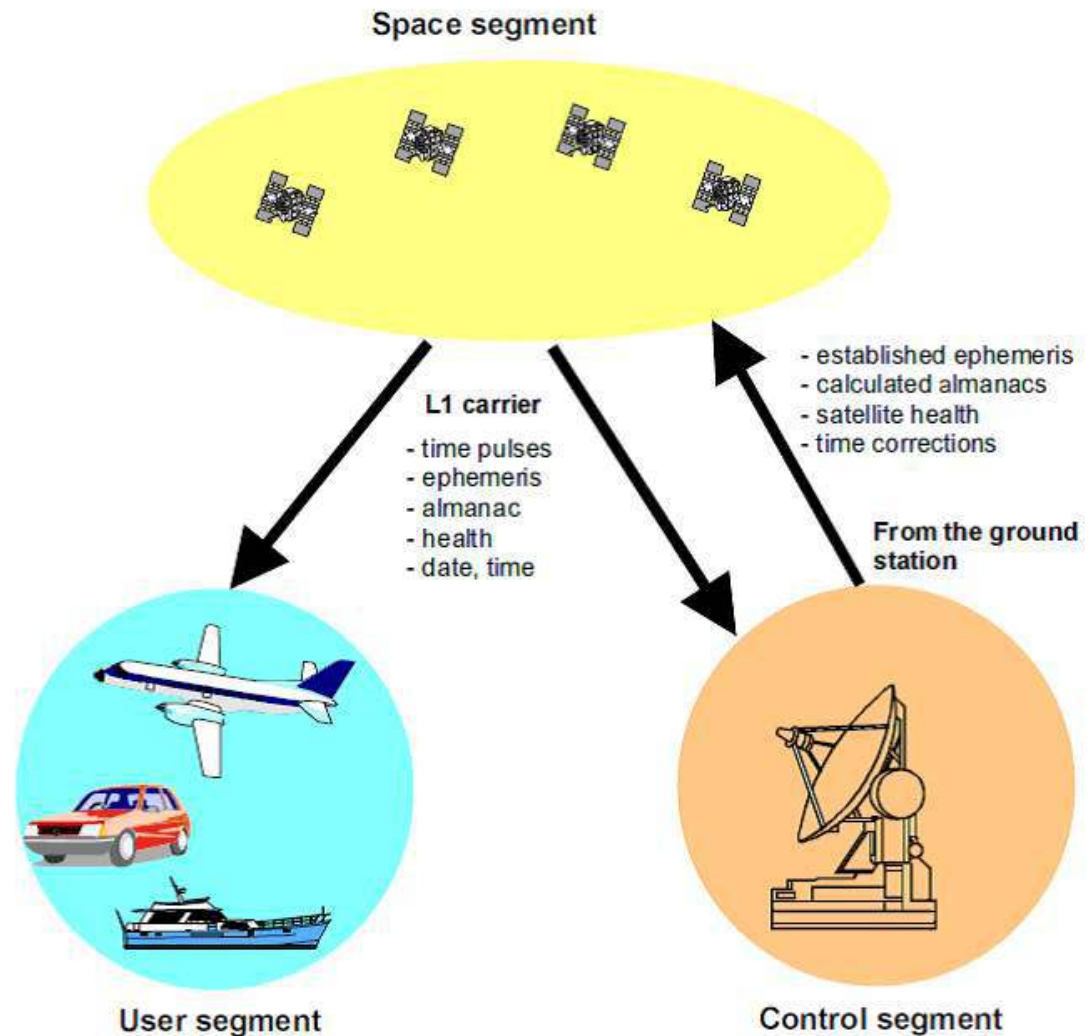 Space segment
L1 carrier
- time pulses
- ephemeris
- almanac
- health
- date, time
- established ephemeris
- calculated almanacs
- satellite health
- time corrections
From the ground
station
User segment
Control segment